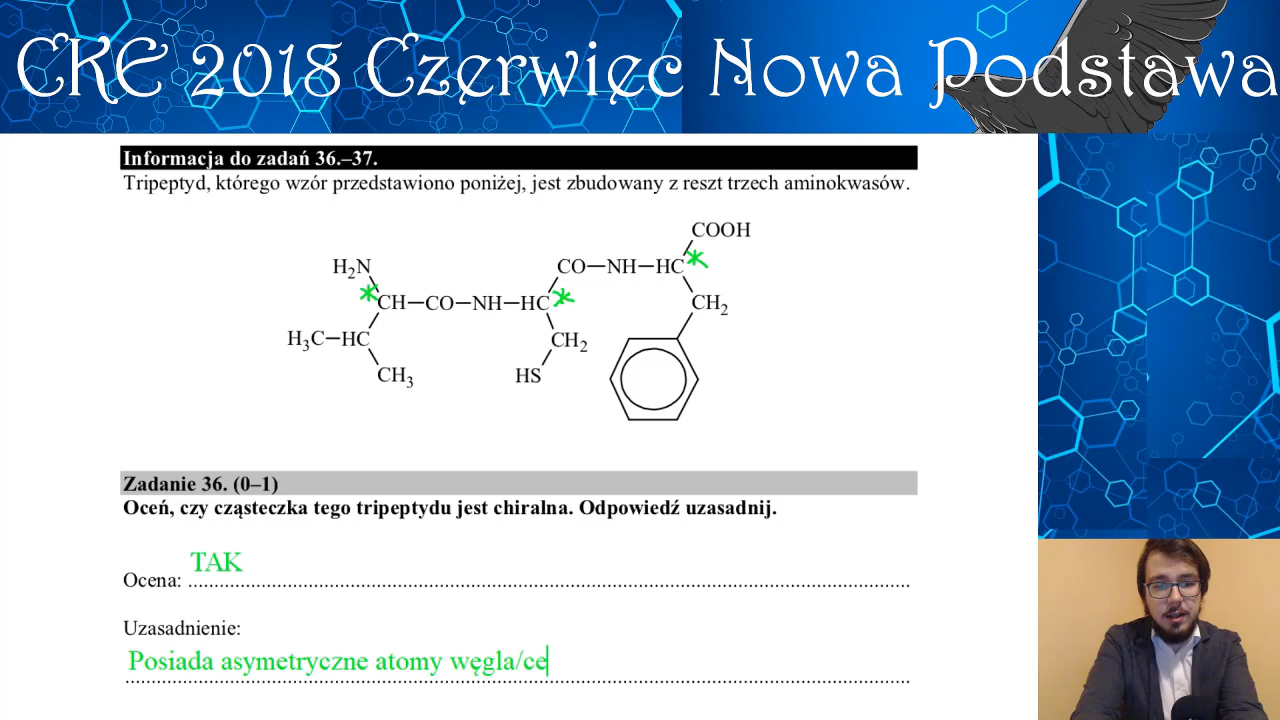 CKE 2018 Czerwięc Nowa Podstawa
Informacja do zadań 36.–37.
Tripeptyd, którego wzór przedstawiono poniżej, jest zbudowany z reszt trzech aminokwasów.
COOH
H₂N CO–NH–HC*
*CH–CO–NH–HC* CH₂
H₃C–HC CH₂
CH₃ HS
Zadanie 36. (0–1)
Oceń, czy cząsteczka tego tripeptydu jest chiralna. Odpowiedź uzasadnij.
TAK
Ocena: ................................................................
Uzasadnienie:
Posiada asymetryczne atomy węgla/ce